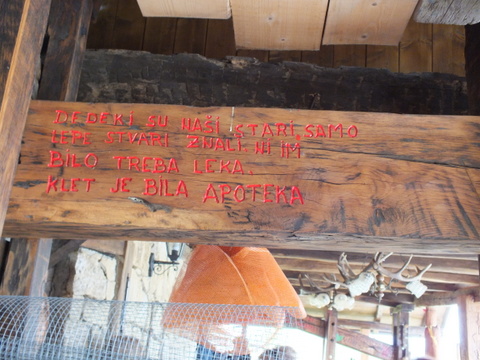 DEDEKI SU NAŠI STARI, SAMO
LEPE STVARI ZNALI. NI IM
BILO TREBA LEKA.
KLET JE BILA APOTEKA